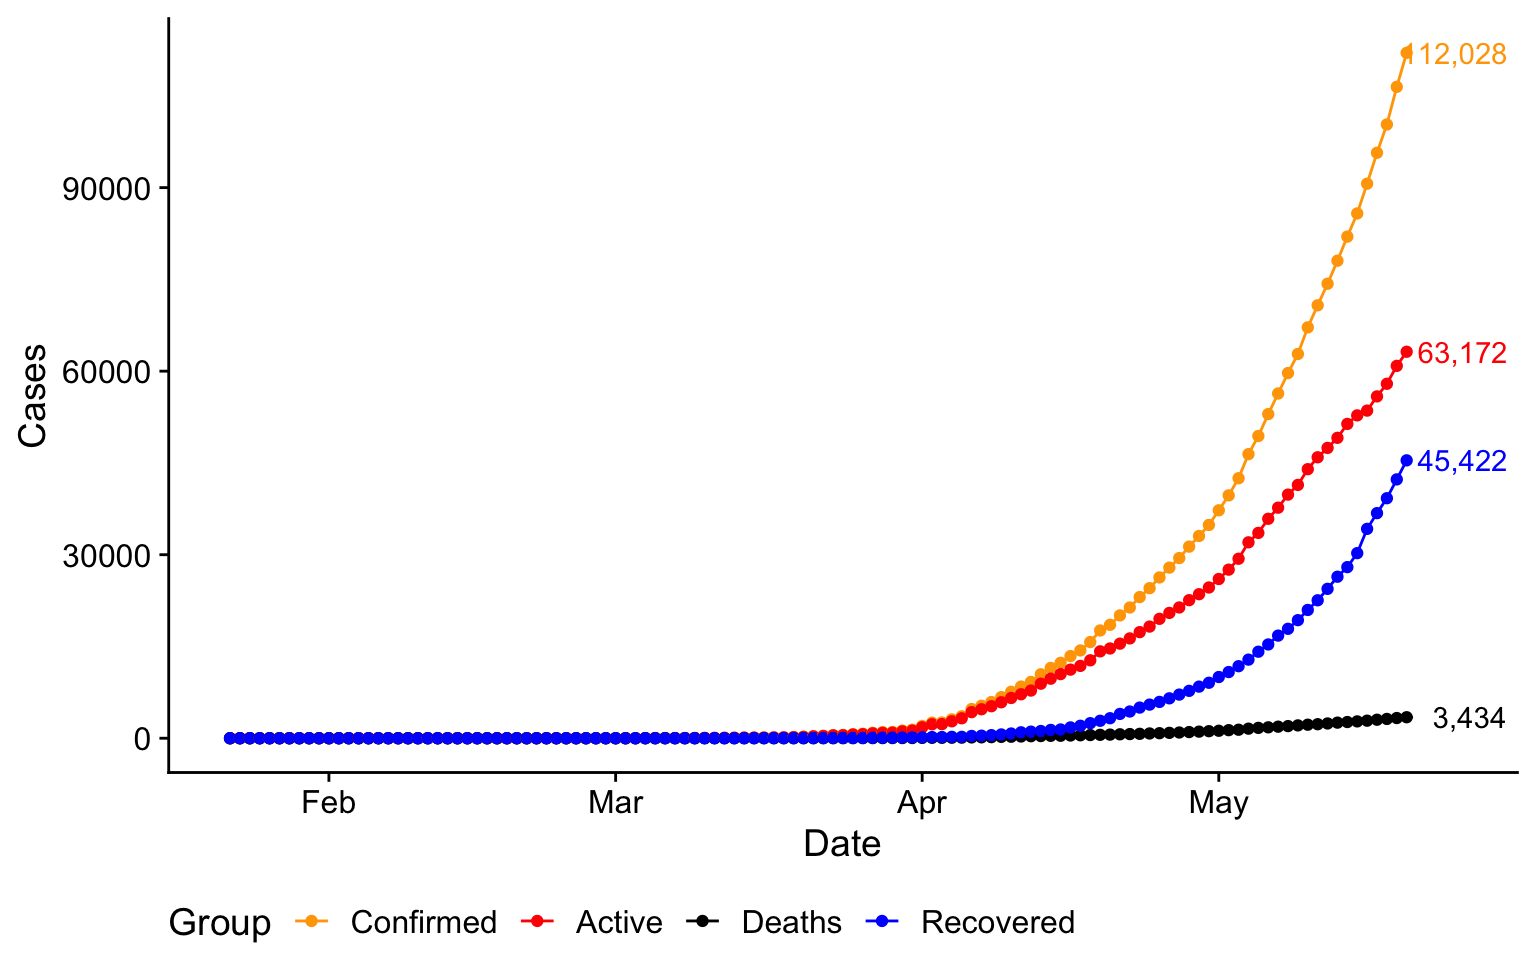 112,028
90000
63,172
60000
Cases
45,422
30000
3,434
0
Feb Mar Apr May
Date
Group Confirmed Active Deaths Recovered